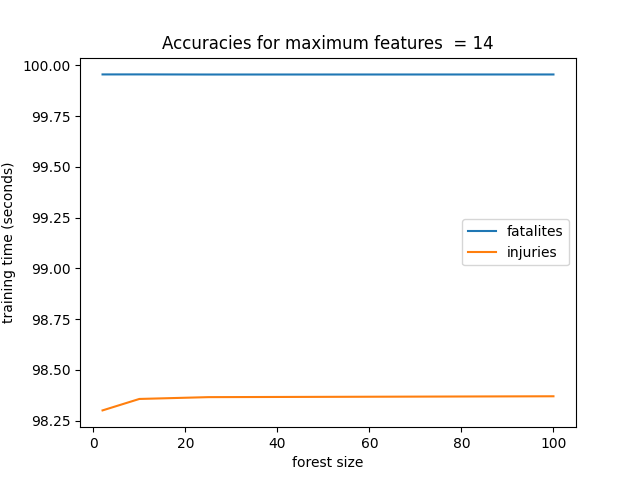 Accuracies for maximum features  = 14
100.00
99.75
99.50
99.25
99.00
98.75
98.50
98.25
training time (seconds)
fatalites
injuries
0 20 40 60 80 100
forest size